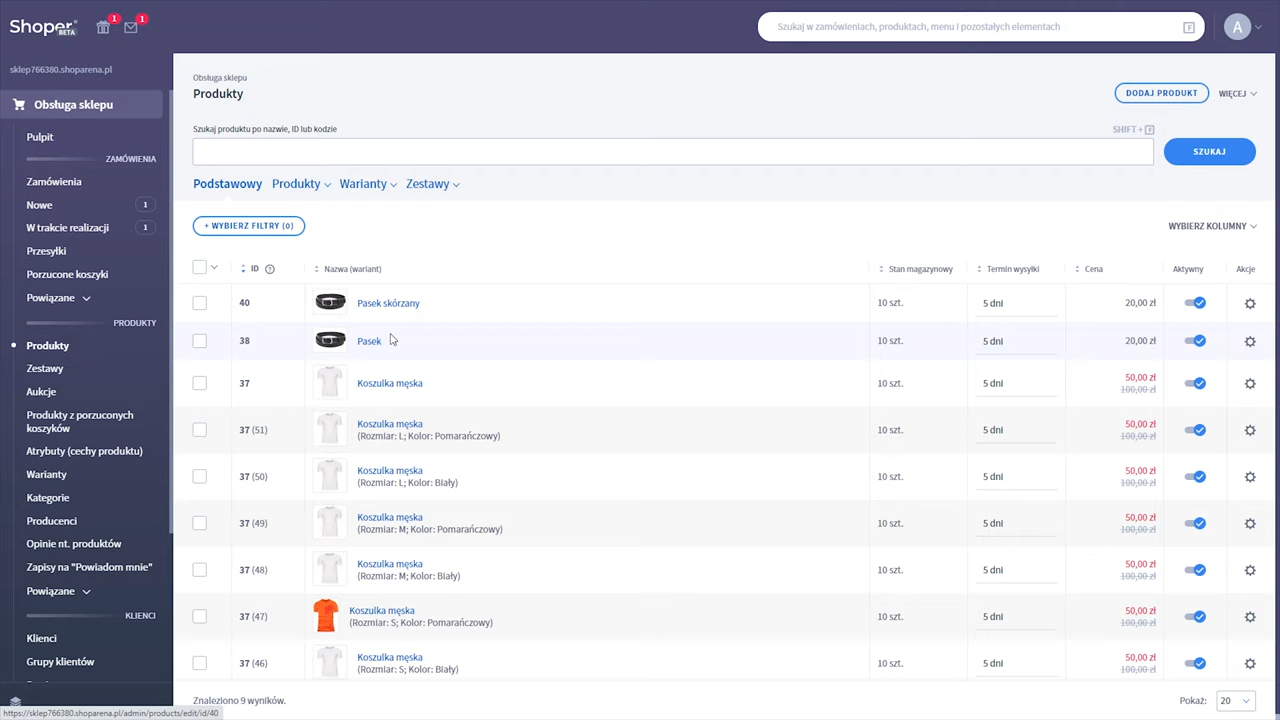 Shoper BETA
1
1
Szukaj w zamówieniach, produktach, menu i pozostałych elementach
F
A
sklep766380.shoparena.pl
Obsługa sklepu
Pulpit
ZAMÓWIENIA
Zamówienia
Nowe 1
W trakcie realizacji 1
Przesyłki
Porzucone koszyki
Powiązane
PRODUKTY
Produkty
Zestawy
Aukcje
Produkty z porzuconych
koszyków
Atrybuty (cechy produktu)
Warianty
Kategorie
Producenci
Opinie nt. produktów
Zapisy na "Powiadom mnie"
Powiązane
KLIENCI
Klienci
Grupy klientów
Obsługa sklepu
Produkty
DODAJ PRODUKT
WIĘCEJ
Szukaj produktu po nazwie, ID lub kodzie
SHIFT + F
SZUKAJ
Podstawowy Produkty Warianty Zestawy
+ WYBIERZ FILTRY (0)
WYBIERZ KOLUMNY
ID ? Nazwa (wariant) Stan magazynowy Termin wysyłki Cena Aktywny Akcje
40 Pasek skórzany 10 szt. 5 dni 20,00 zł
38 Pasek 10 szt. 5 dni 20,00 zł
37 Koszulka męska 10 szt. 5 dni 50,00 zł
100,00 zł
37 (51) Koszulka męska 10 szt. 5 dni 50,00 zł
(Rozmiar: L; Kolor: Pomarańczowy) 100,00 zł
37 (50) Koszulka męska 10 szt. 5 dni 50,00 zł
(Rozmiar: L; Kolor: Biały) 100,00 zł
37 (49) Koszulka męska 10 szt. 5 dni 50,00 zł
(Rozmiar: M; Kolor: Pomarańczowy) 100,00 zł
37 (48) Koszulka męska 10 szt. 5 dni 50,00 zł
(Rozmiar: M; Kolor: Biały) 100,00 zł
37 (47) Koszulka męska 10 szt. 5 dni 50,00 zł
(Rozmiar: S; Kolor: Pomarańczowy) 100,00 zł
37 (46) Koszulka męska 10 szt. 5 dni 50,00 zł
(Rozmiar: S; Kolor: Biały) 100,00 zł
Znaleziono 9 wyników.
Pokaż: 20
https://sklep766380.shoparena.pl/admin/products/edit/id/40